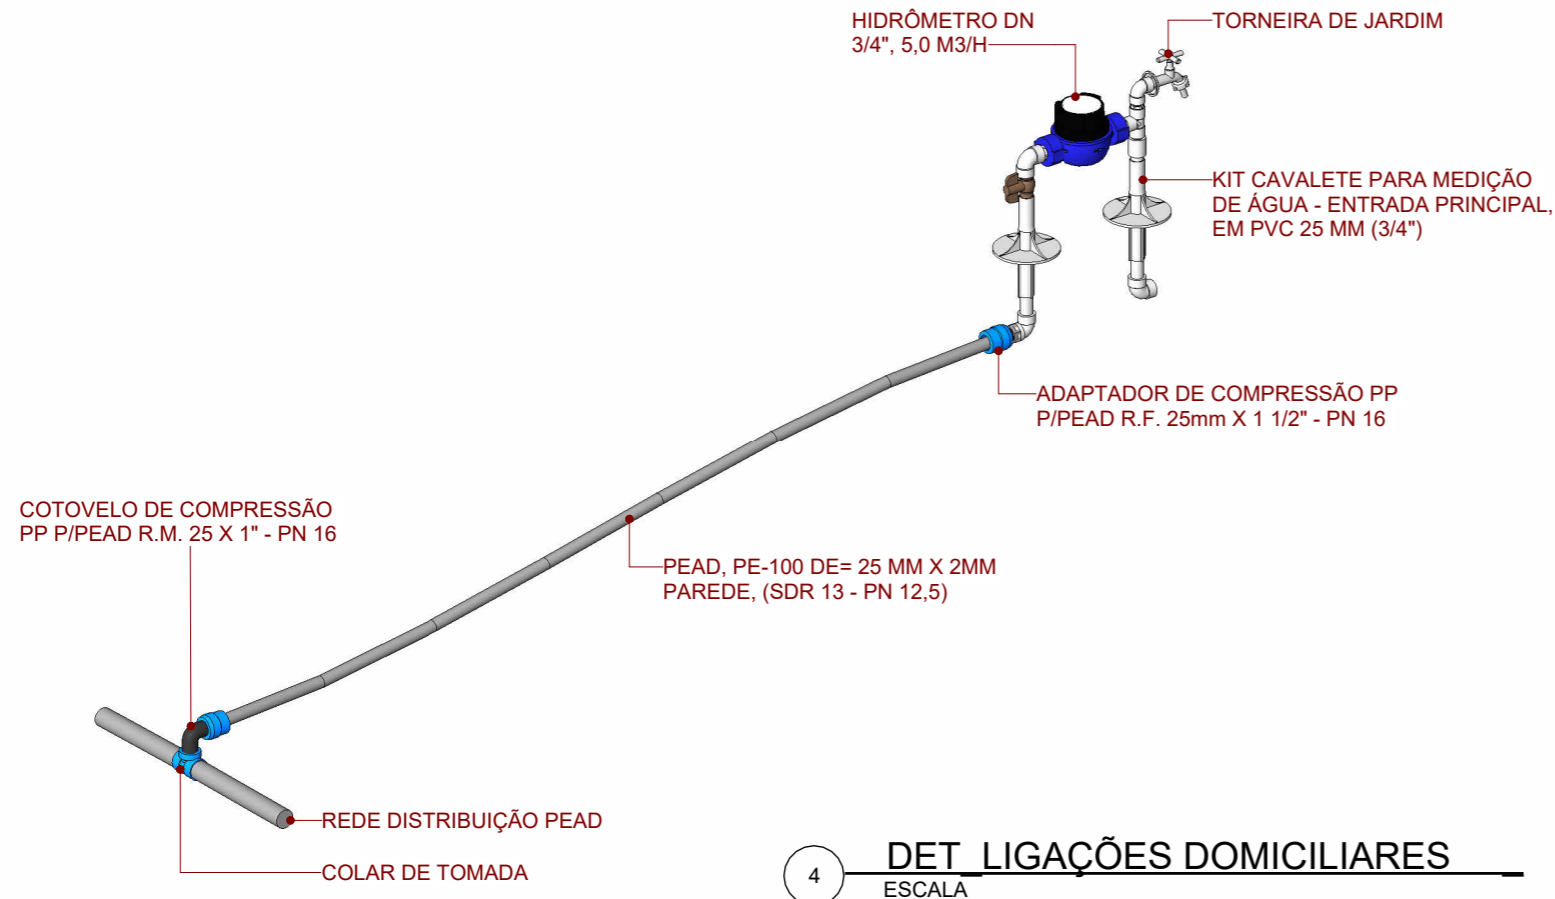 HIDRÔMETRO DN
3/4", 5,0 M3/H
TORNEIRA DE JARDIM
KIT CAVALETE PARA MEDIÇÃO
DE ÁGUA - ENTRADA PRINCIPAL,
EM PVC 25 MM (3/4")
ADAPTADOR DE COMPRESSÃO PP
P/PEAD R.F. 25mm X 1 1/2" - PN 16
COTOVELO DE COMPRESSÃO
PP P/PEAD R.M. 25 X 1" - PN 16
PEAD, PE-100 DE= 25 MM X 2MM
PAREDE, (SDR 13 - PN 12,5)
REDE DISTRIBUIÇÃO PEAD
COLAR DE TOMADA
4
DET_LIGAÇÕES DOMICILIARES _
ESCALA